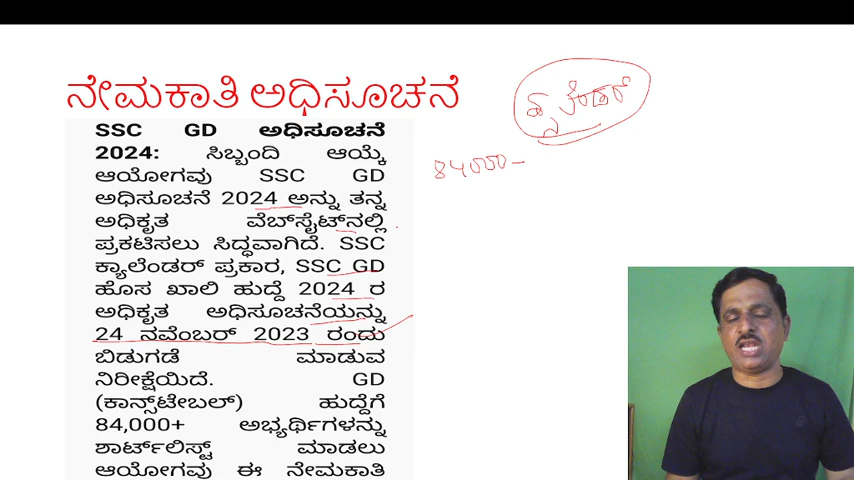 ನೇಮಕಾತಿ ಅಧಿಸೂಚನೆ
SSC GD ಅಧಿಸೂಚನೆ
2024: ಸಿಬ್ಬಂದಿ ಆಯ್ಕೆ
ಆಯೋಗವು SSC GD
ಅಧಿಸೂಚನೆ 2024 ಅನ್ನು ತನ್ನ
ಅಧಿಕೃತ ವೆಬ್‌ಸೈಟ್‌ನಲ್ಲಿ
ಪ್ರಕಟಿಸಲು ಸಿದ್ಧವಾಗಿದೆ. SSC
ಕ್ಯಾಲೆಂಡರ್ ಪ್ರಕಾರ, SSC GD
ಹೊಸ ಖಾಲಿ ಹುದ್ದೆ 2024 ರ
ಅಧಿಕೃತ ಅಧಿಸೂಚನೆಯನ್ನು
24 ನವೆಂಬರ್ 2023 ರಂದು
ಬಿಡುಗಡೆ ಮಾಡುವ
ನಿರೀಕ್ಷೆಯಿದೆ. GD
(ಕಾನ್ಸ್‌ಟೇಬಲ್) ಹುದ್ದೆಗೆ
84,000+ ಅಭ್ಯರ್ಥಿಗಳನ್ನು
ಶಾರ್ಟ್‌ಲಿಸ್ಟ್ ಮಾಡಲು
ಆಯೋಗವು ಈ ನೇಮಕಾತಿ
84000 –